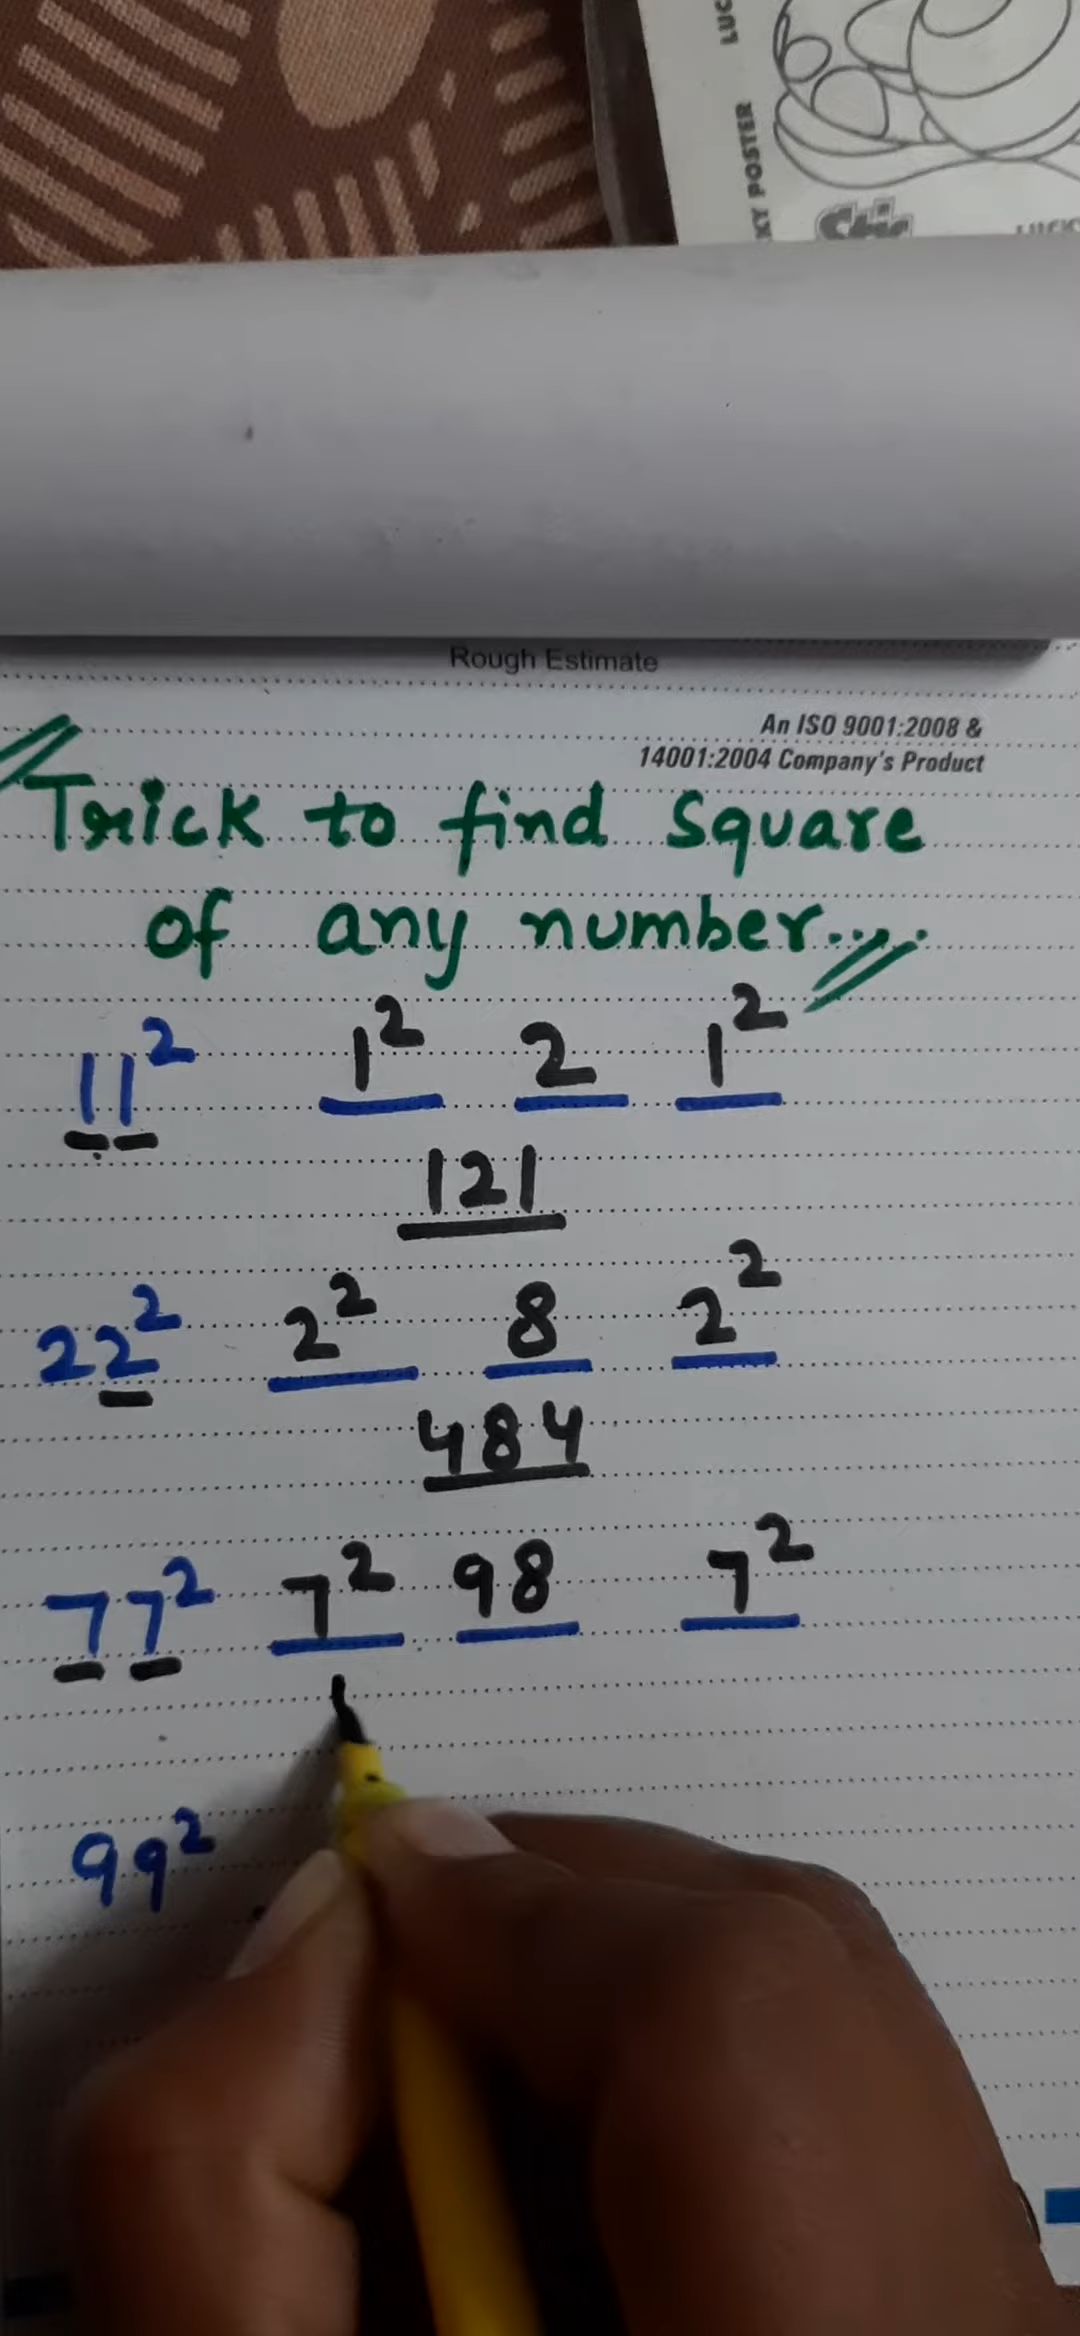 LUC
KY POSTER
Rough Estimate
An ISO 9001:2008 &
14001:2004 Company's Product
Trick to find Square
of any number....
11² 1² 2 1²
121
22² 2² 8 2²
484
77² 7² 98 7²
99²